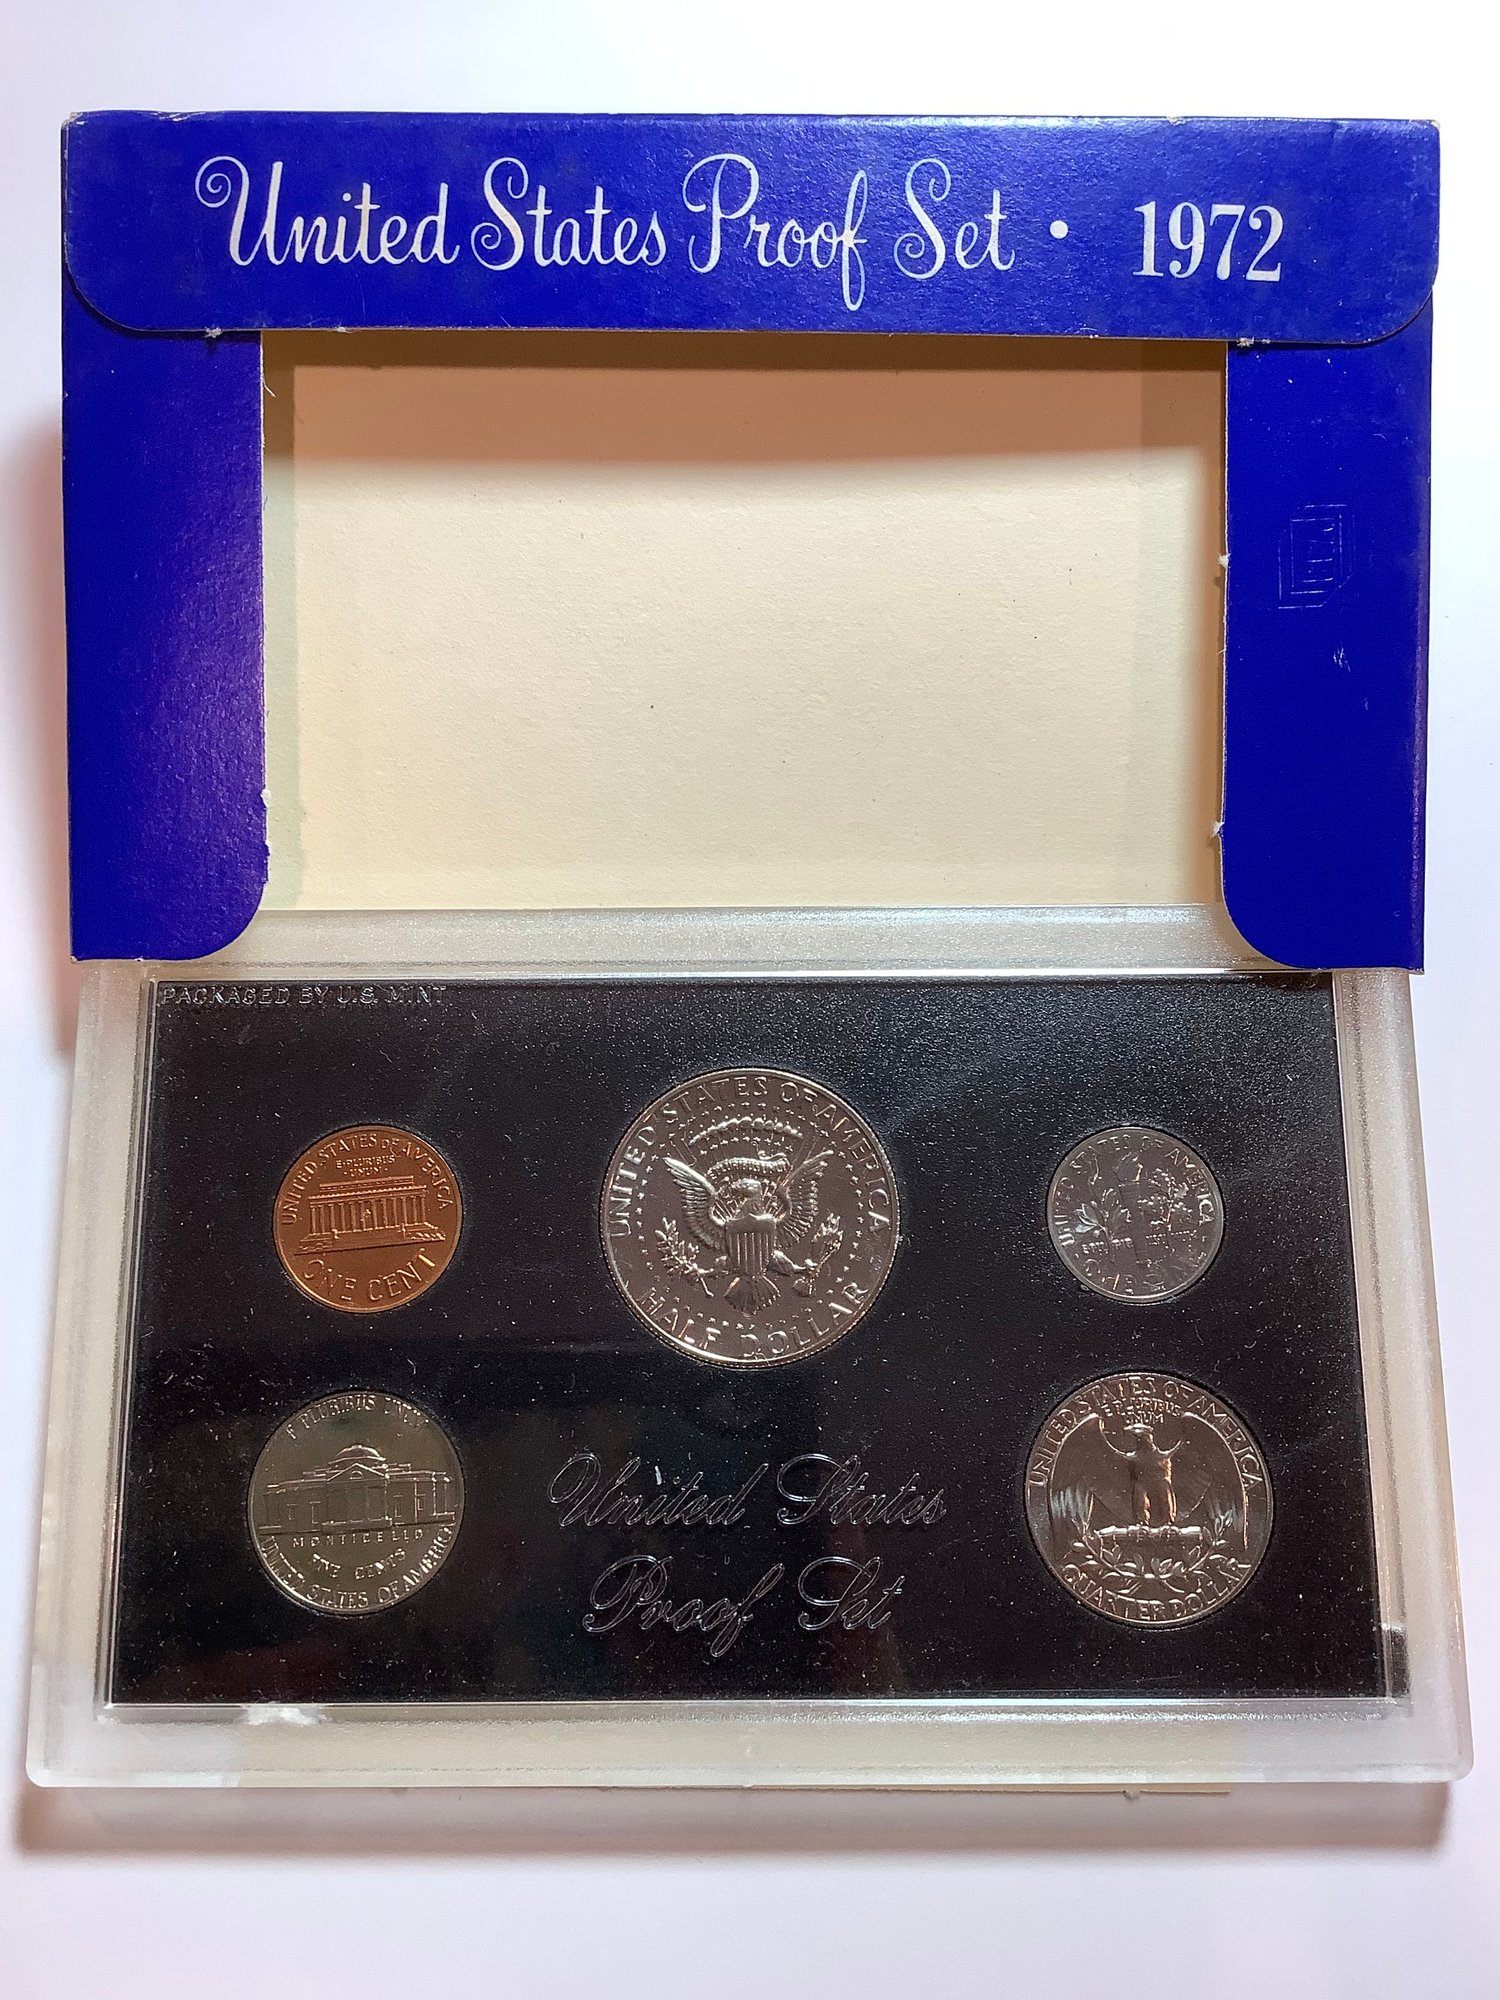 United States Proof Set · 1972
PACKAGED BY U.S. MINT
UNITED STATES OF AMERICA
E PLURIBUS
UNUM
ONE CENT
UNITED STATES OF AMERICA
HALF DOLLAR
UNITED STATES OF AMERICA
E PLURIBUS UNUM
MONTICELLO
FIVE CENTS
UNITED STATES OF AMERICA
United States
Proof Set
UNITED STATES OF AMERICA
E PLURIBUS
UNUM
QUARTER DOLLAR